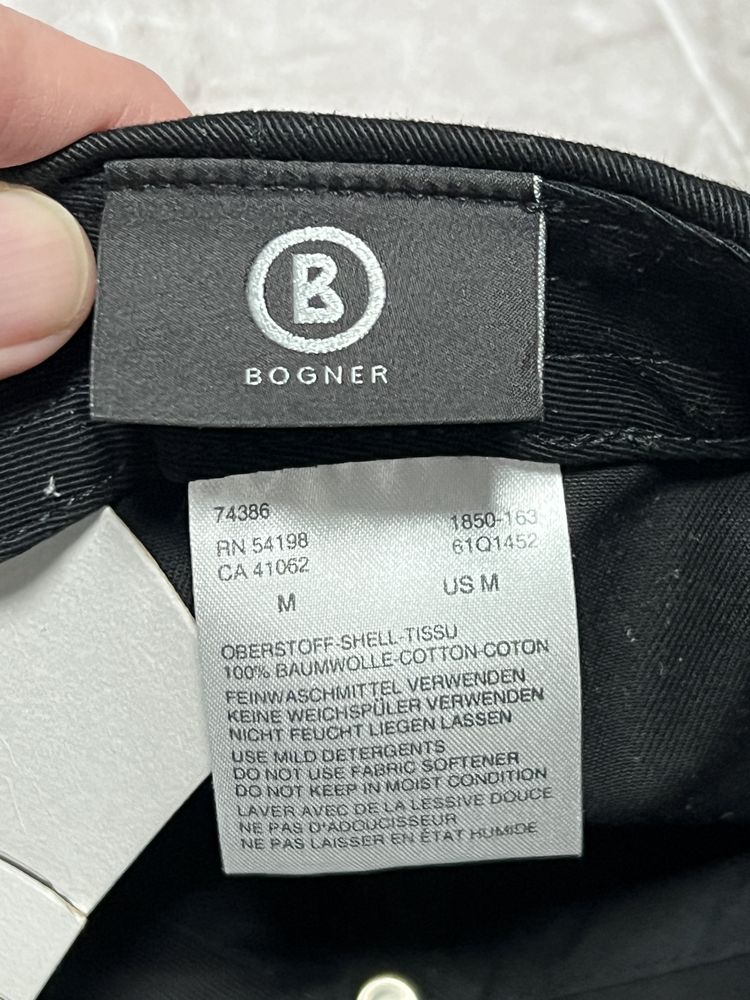 B
BOGNER
74386 1850-163
RN 54198 61Q1452
CA 41062
M US M
OBERSTOFF-SHELL-TISSU
100% BAUMWOLLE-COTTON-COTON
FEINWASCHMITTEL VERWENDEN
KEINE WEICHSPÜLER VERWENDEN
NICHT FEUCHT LIEGEN LASSEN
USE MILD DETERGENTS
DO NOT USE FABRIC SOFTENER
DO NOT KEEP IN MOIST CONDITION
LAVER AVEC DE LA LESSIVE DOUCE
NE PAS D'ADOUCISSEUR
NE PAS LAISSER EN ÉTAT HUMIDE